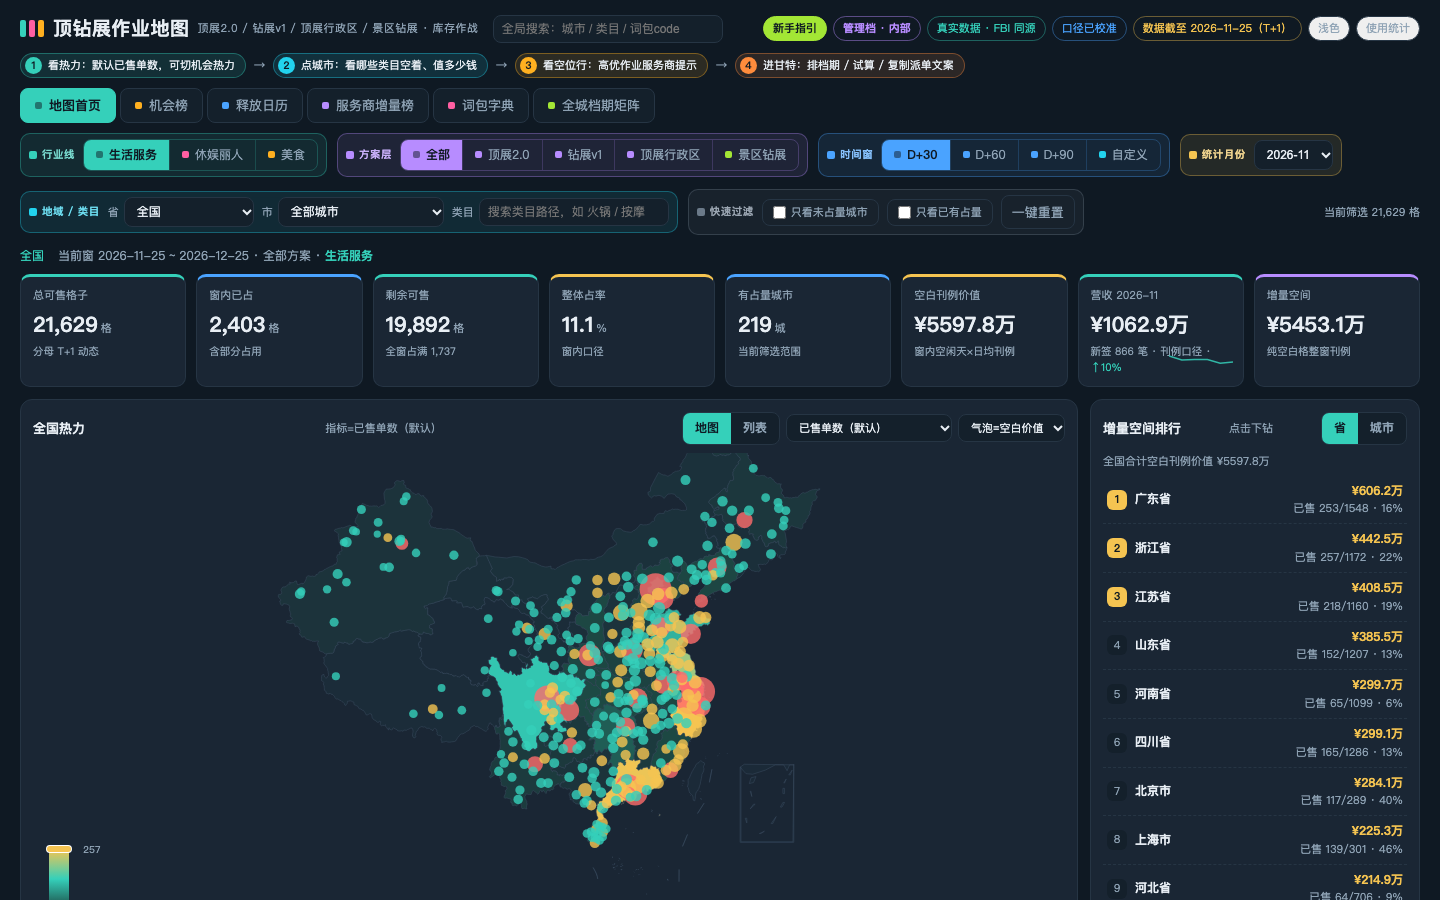 顶钻展作业地图 顶展2.0 / 钻展v1 / 顶展行政区 / 景区钻展 · 库存作战 全局搜索：城市 / 类目 / 词包code 新手指引 管理档 · 内部 真实数据 · FBI 同源 口径已校准 数据截至 2026-11-25（T+1） 浅色 使用统计
1 看热力：默认已售单数，可切机会热力 → 2 点城市：看哪些类目空着、值多少钱 → 3 看空位行：高优作业服务商提示 → 4 进甘特：排档期 / 试算 / 复制派单文案
地图首页 机会榜 释放日历 服务商增量榜 词包字典 全城档期矩阵
行业线 生活服务 休娱丽人 美食 方案层 全部 顶展2.0 钻展v1 顶展行政区 景区钻展 时间窗 D+30 D+60 D+90 自定义 统计月份 2026-11
地域 / 类目 省 全国 市 全部城市 类目 搜索类目路径，如 火锅 / 按摩 快速过滤 只看未占量城市 只看已有占量 一键重置 当前筛选 21,629 格
全国 当前窗 2026-11-25 ~ 2026-12-25 · 全部方案 · 生活服务
总可售格子 窗内已占 剩余可售 整体占率 有占量城市 空白刊例价值 营收 2026-11 增量空间
21,629 格 2,403 格 19,892 格 11.1 % 219 城 ¥5597.8万 ¥1062.9万 ¥5453.1万
分母 T+1 动态 含部分占用 全窗占满 1,737 窗内口径 当前筛选范围 窗内空闲天×日均刊例 新签 866 笔 · 刊例口径 · 纯空白格整窗刊例
↑10%
全国热力 指标=已售单数（默认） 地图 列表 已售单数（默认） 气泡=空白价值
增量空间排行 点击下钻 省 城市
全国合计空白刊例价值 ¥5597.8万
1 广东省 ¥606.2万
已售 253/1548 · 16%
2 浙江省 ¥442.5万
已售 257/1172 · 22%
3 江苏省 ¥408.5万
已售 218/1160 · 19%
4 山东省 ¥385.5万
已售 152/1207 · 13%
5 河南省 ¥299.7万
已售 65/1099 · 6%
6 四川省 ¥299.1万
已售 165/1286 · 13%
7 北京市 ¥284.1万
已售 117/289 · 40%
8 上海市 ¥225.3万
已售 139/301 · 46%
9 河北省 ¥214.9万
已售 64/706 · 9%
257